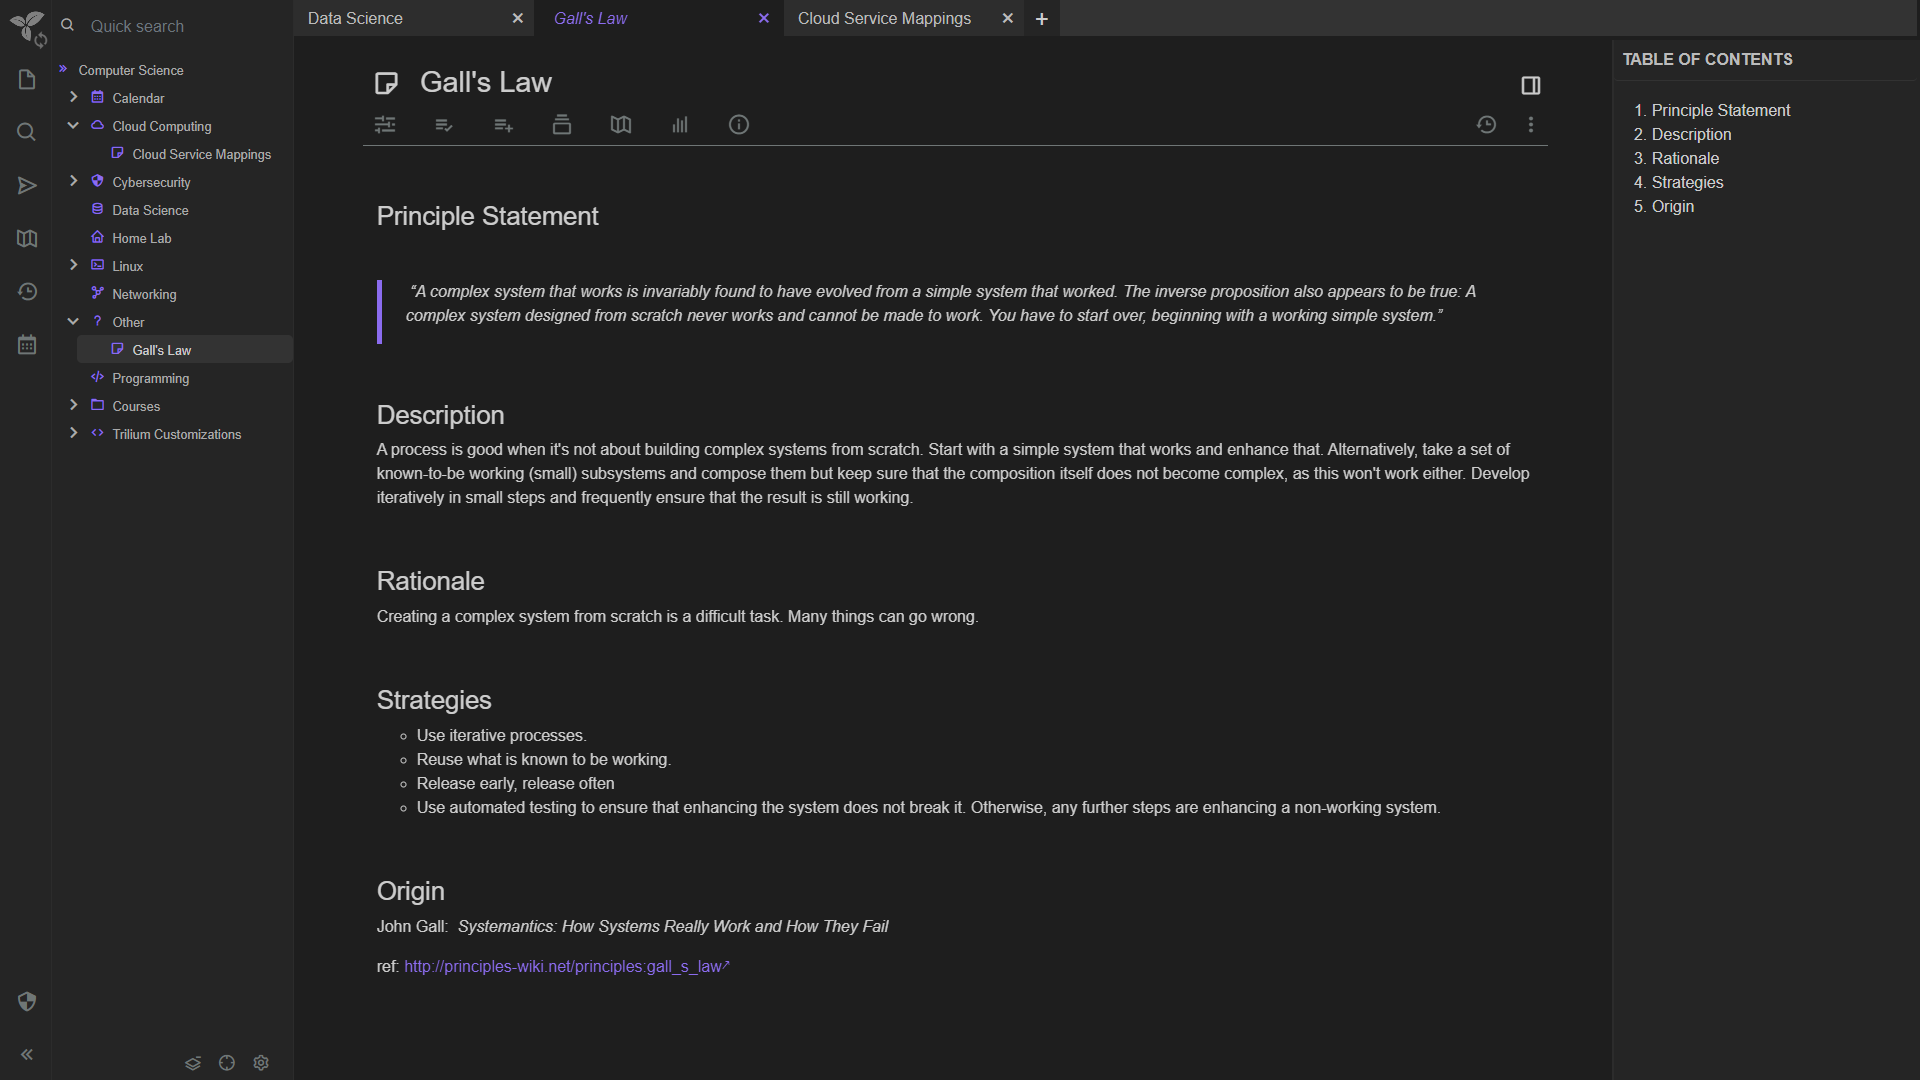 Quick search
Computer Science
Calendar
Cloud Computing
Cloud Service Mappings
Cybersecurity
Data Science
Home Lab
Linux
Networking
Other
Gall's Law
Programming
Courses
Trilium Customizations
Data Science
Gall's Law
Cloud Service Mappings
Gall's Law
Principle Statement
“A complex system that works is invariably found to have evolved from a simple system that worked. The inverse proposition also appears to be true: A
complex system designed from scratch never works and cannot be made to work. You have to start over, beginning with a working simple system.”
Description
A process is good when it's not about building complex systems from scratch. Start with a simple system that works and enhance that. Alternatively, take a set of
known-to-be working (small) subsystems and compose them but keep sure that the composition itself does not become complex, as this won't work either. Develop
iteratively in small steps and frequently ensure that the result is still working.
Rationale
Creating a complex system from scratch is a difficult task. Many things can go wrong.
Strategies
Use iterative processes.
Reuse what is known to be working.
Release early, release often
Use automated testing to ensure that enhancing the system does not break it. Otherwise, any further steps are enhancing a non-working system.
Origin
John Gall: Systemantics: How Systems Really Work and How They Fail
ref: http://principles-wiki.net/principles:gall_s_law
TABLE OF CONTENTS
1. Principle Statement
2. Description
3. Rationale
4. Strategies
5. Origin